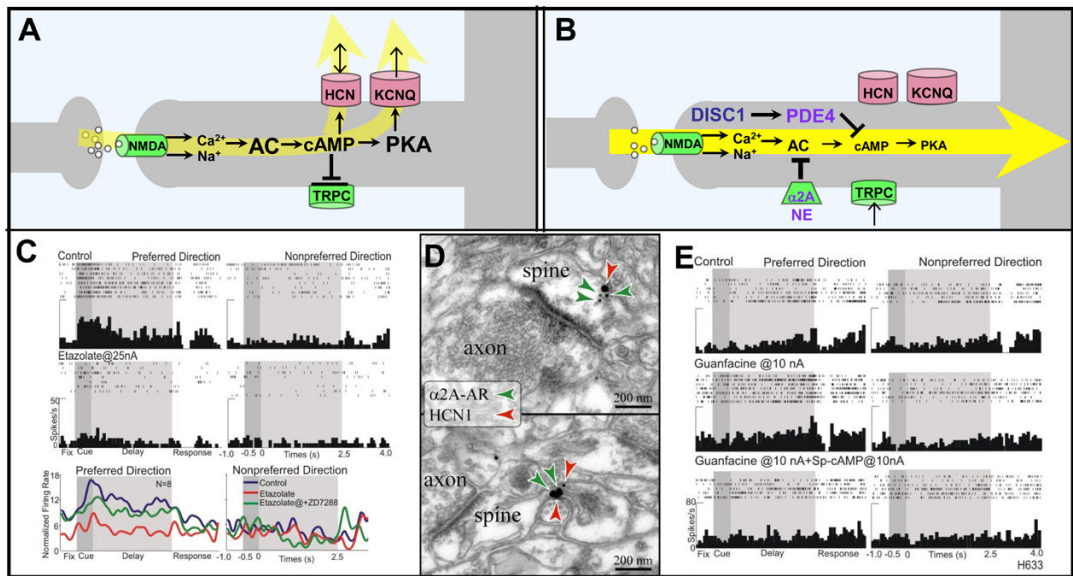 A
HCN
KCNQ
NMDA
Ca2+
Na+
AC
cAMP
PKA
TRPC
B
HCN
KCNQ
DISC1
PDE4
NMDA
Ca2+
Na+
AC
cAMP
PKA
α2A
NE
TRPC
C
Control
Preferred Direction
Nonpreferred Direction
Etazolate@25nA
50
Spikes/s
0
Fix
Cue
Delay
Response
-1.0
-0.5
0
Times (s)
2.5
4.0
Preferred Direction
N=8
Nonpreferred Direction
Control
Etazolate
Etazolate@+ZD7288
Normalized Firing Rate
18
12
6
0
Fix
Cue
Delay
Response
-1.0
-0.5
0
Times (s)
2.5
D
spine
axon
α2A-AR
HCN1
200 nm
axon
spine
200 nm
E
Control
Preferred Direction
Nonpreferred Direction
Guanfacine @10 nA
Guanfacine @10 nA+Sp-cAMP@10nA
80
Spikes/s
0
Fix
Cue
Delay
Response
-1.0
-0.5
0
Times (s)
2.5
4.0
H633